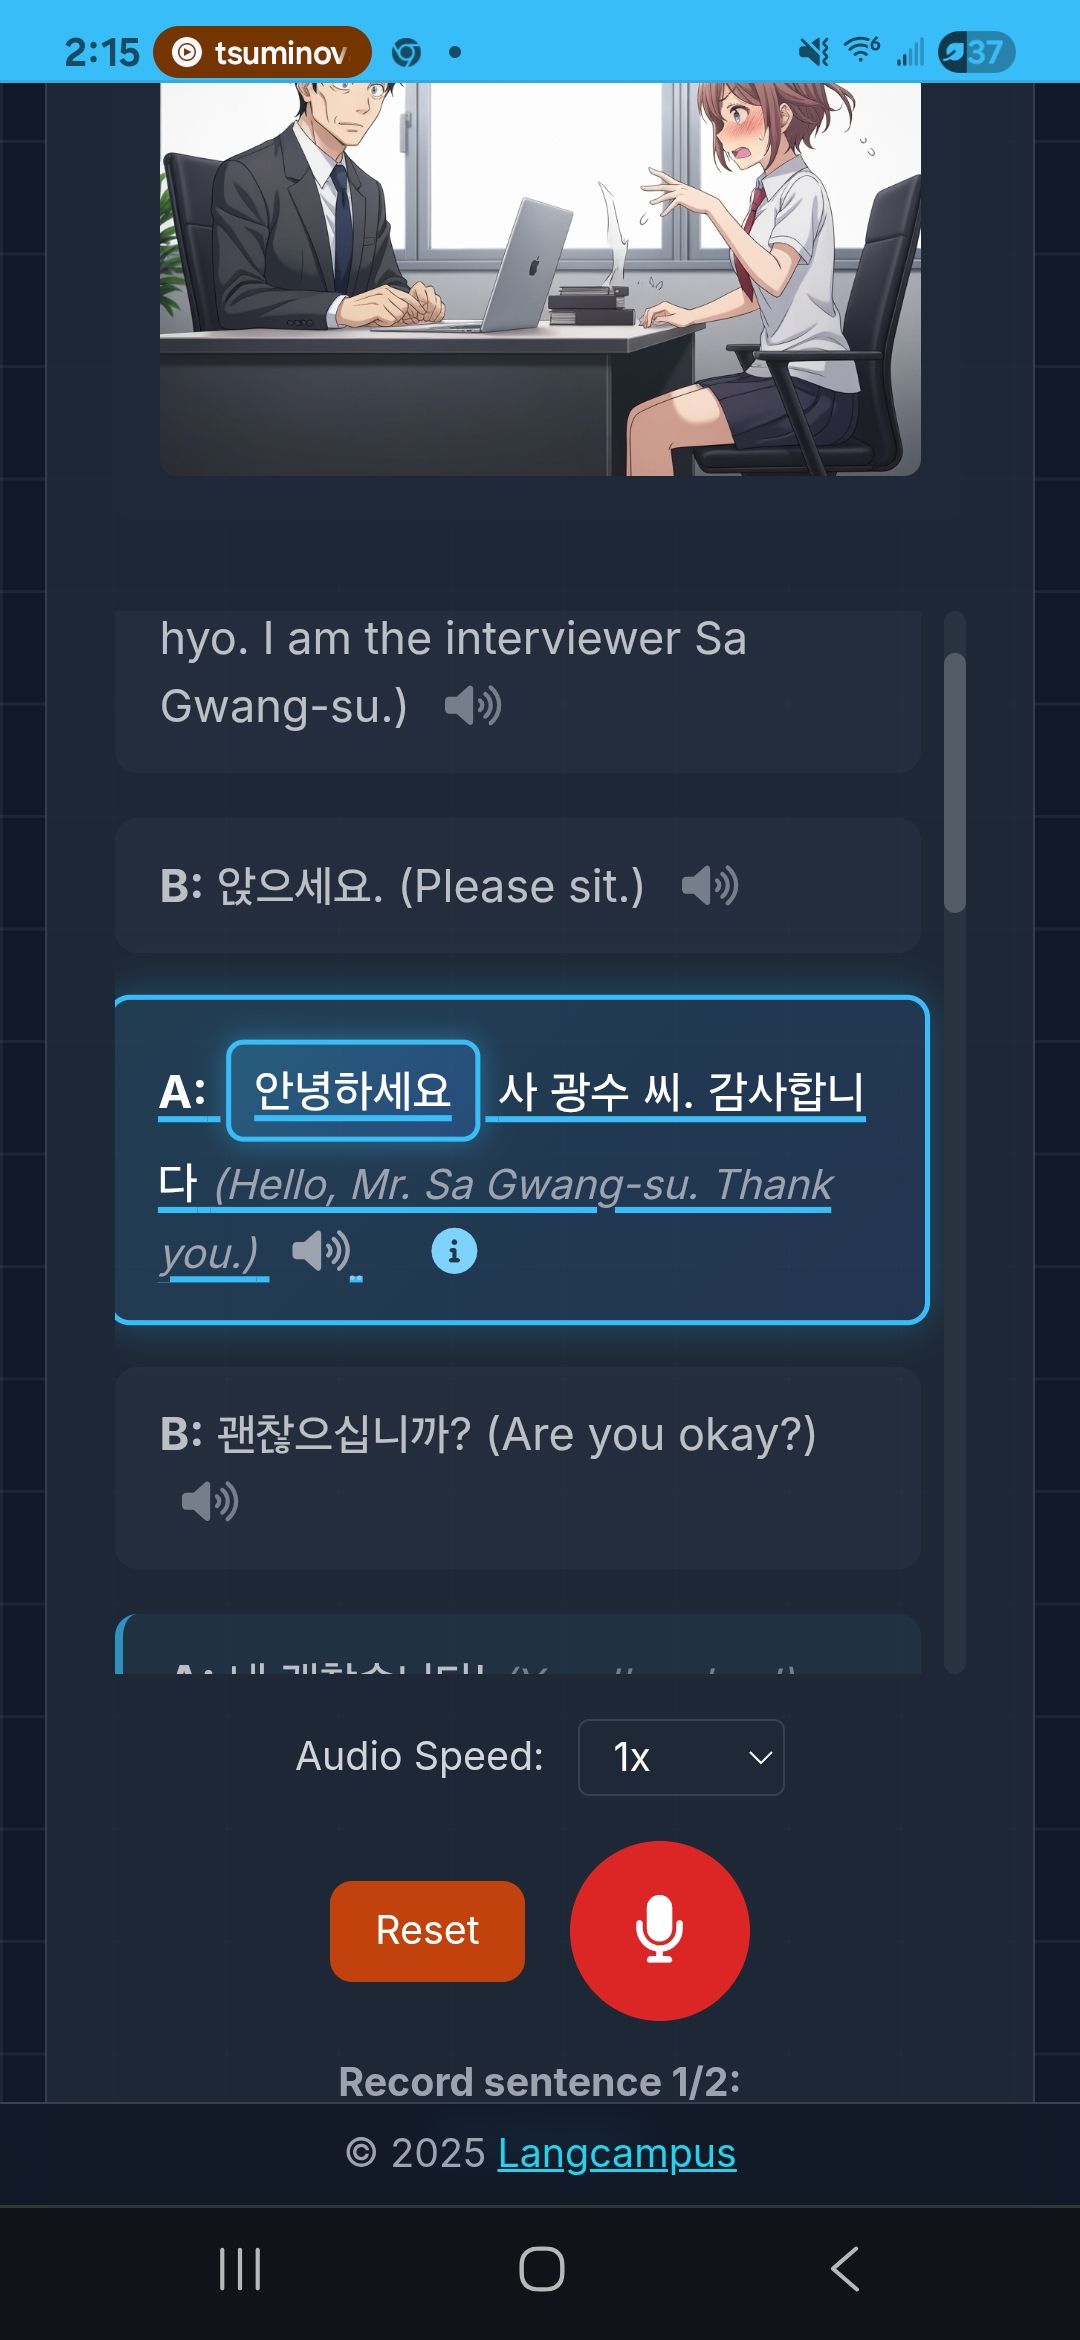 2:15 tsuminov 37
hyo. I am the interviewer Sa
Gwang-su.)
B: 앉으세요. (Please sit.)
A: 안녕하세요 사 광수 씨. 감사합니
다 (Hello, Mr. Sa Gwang-su. Thank
you.)
B: 괜찮으십니까? (Are you okay?)
Audio Speed: 1x
Reset
Record sentence 1/2:
© 2025 Langcampus